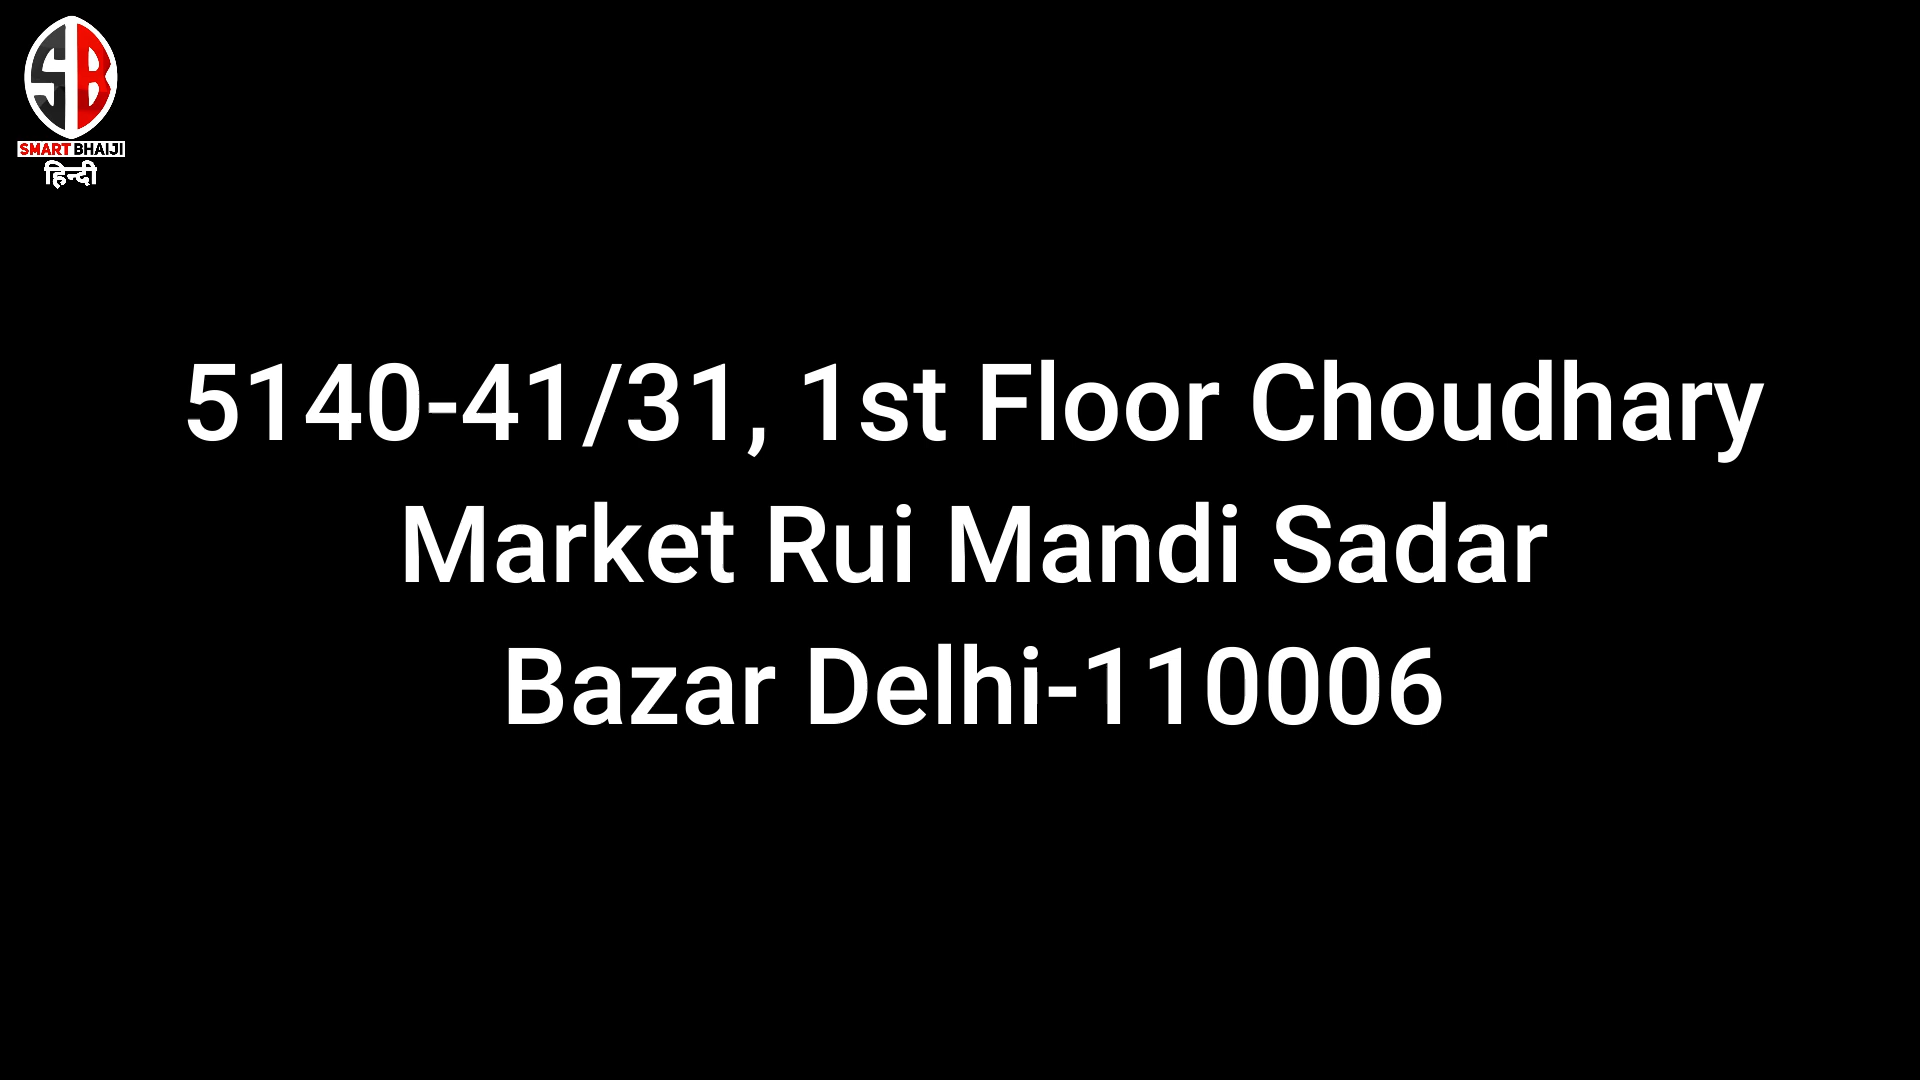 SB
SMART BHAIJI
हिन्दी
5140-41/31, 1st Floor Choudhary
Market Rui Mandi Sadar
Bazar Delhi-110006